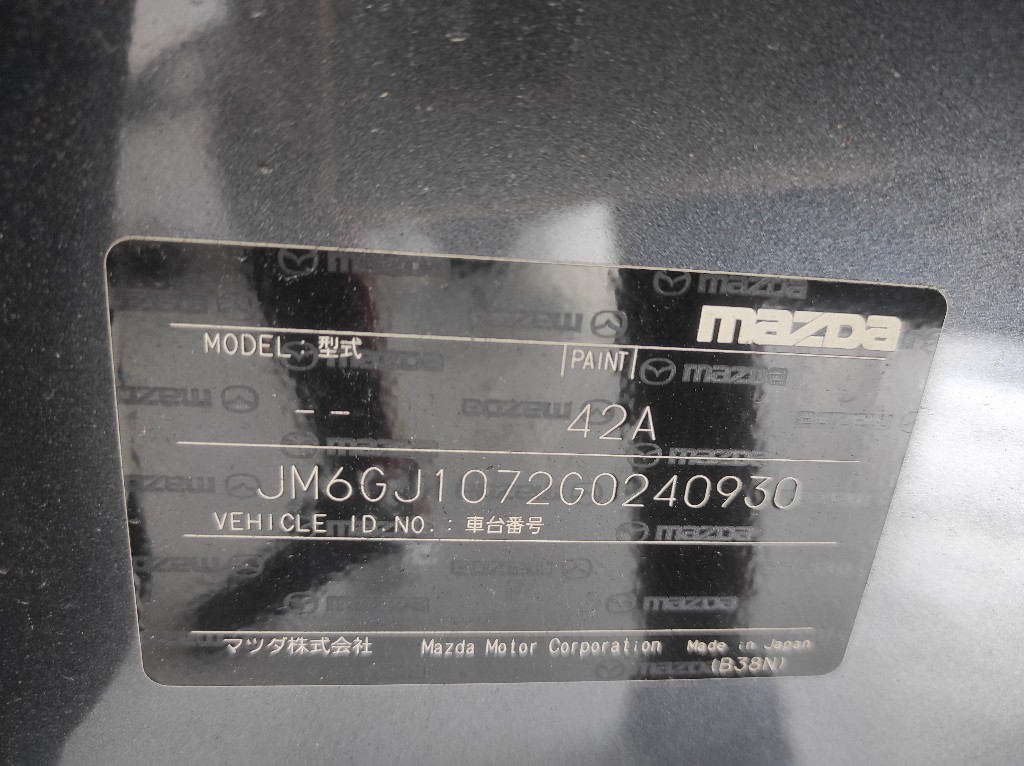 mazda
MODEL : 型式
PAINT
-- 42A
JM6GJ1072G0240930
VEHICLE ID.NO. : 車台番号
マツダ株式会社 Mazda Motor Corporation Made in Japan
(B38N)